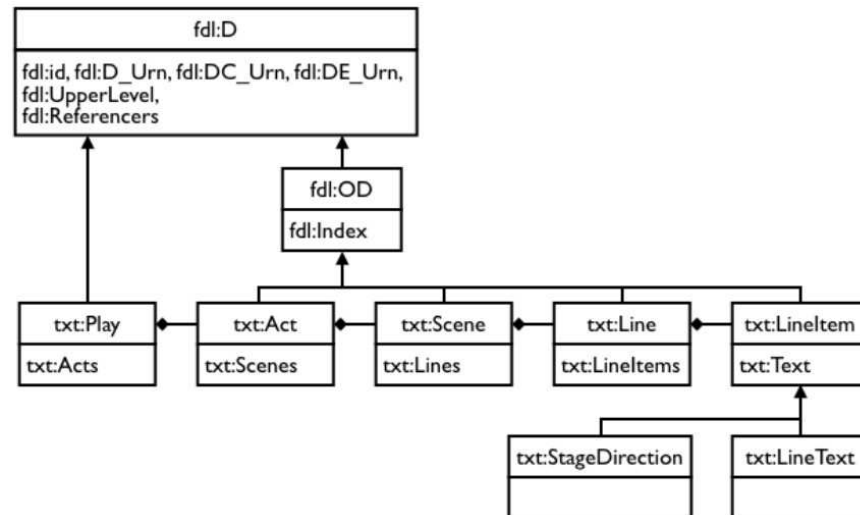 fdl:D
fdl:id, fdl:D_Urn, fdl:DC_Urn, fdl:DE_Urn,
fdl:UpperLevel,
fdl:Referencers
fdl:OD
fdl:Index
txt:Play
txt:Acts
txt:Act
txt:Scenes
txt:Scene
txt:Lines
txt:Line
txt:LineItems
txt:LineItem
txt:Text
txt:StageDirection
txt:LineText